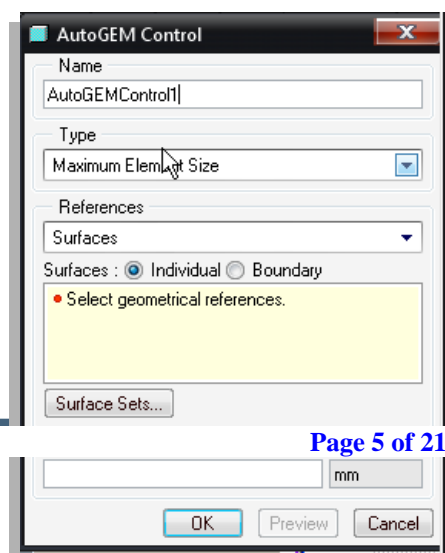 AutoGEM Control
Name
AutoGEMControl1
Type
Maximum Element Size
References
Surfaces
Surfaces : Individual Boundary
Select geometrical references.
Surface Sets...
Page 5 of 21
mm
OK Preview Cancel